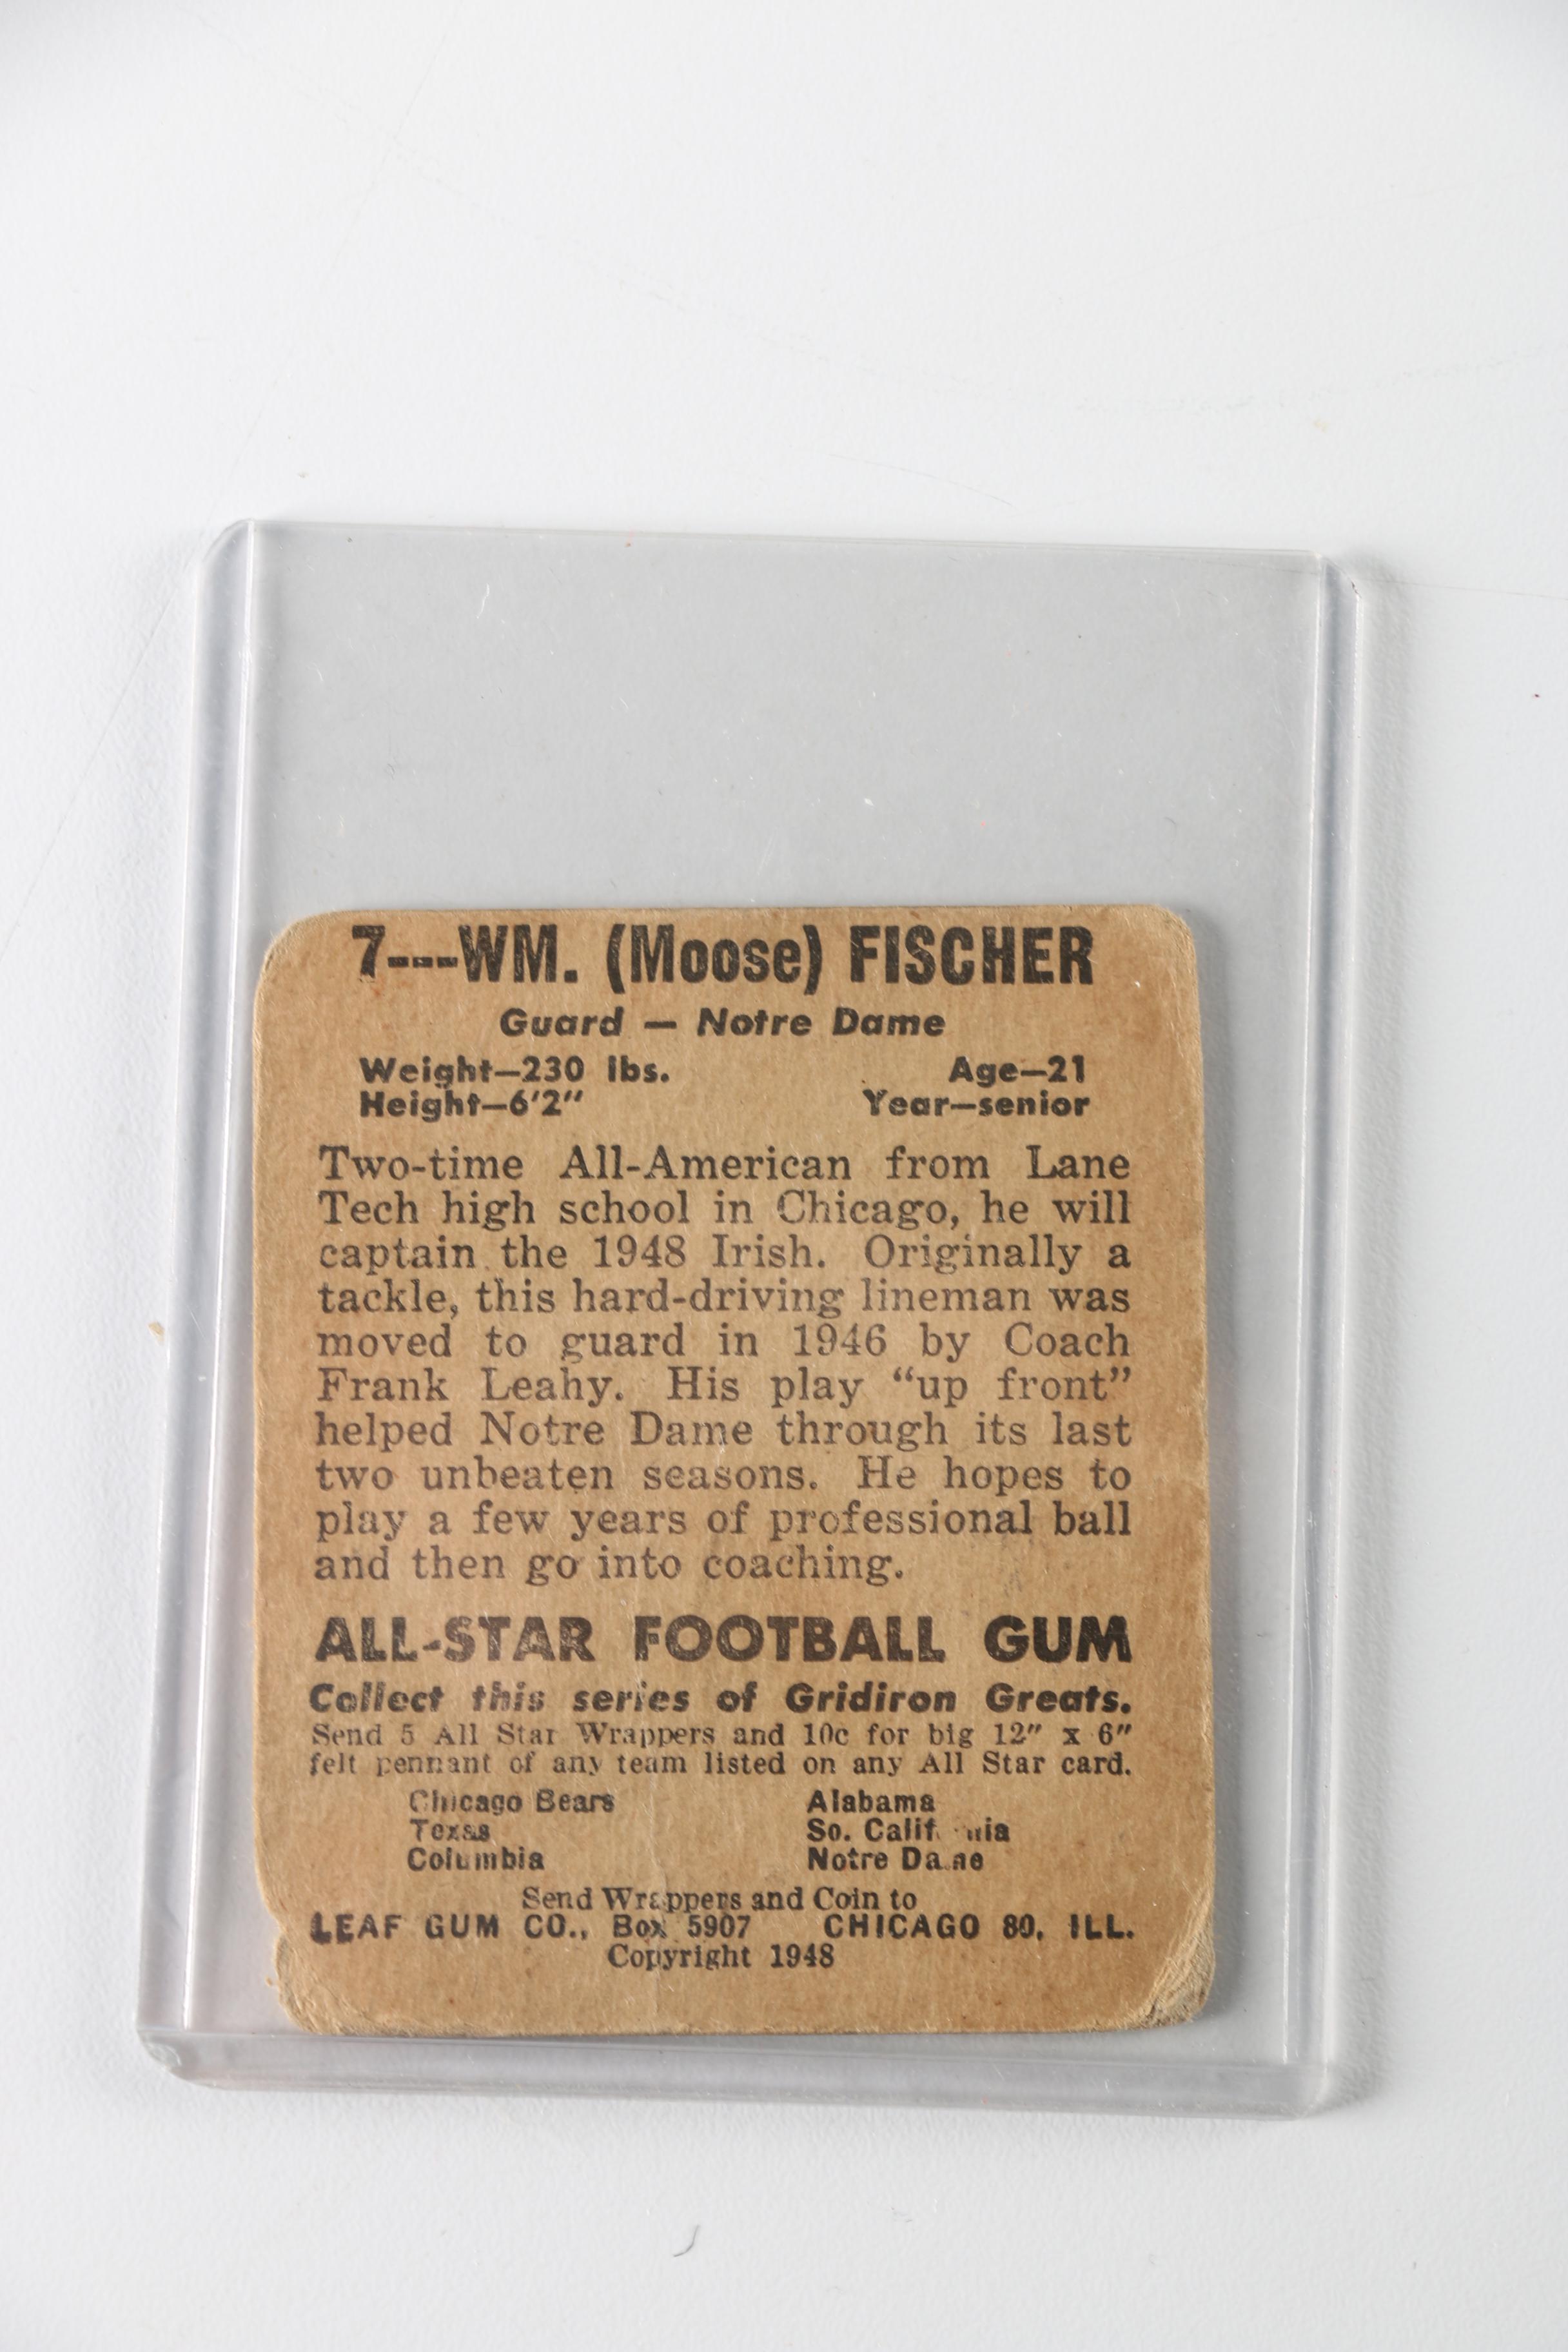 7---WM. (Moose) FISCHER
Guard — Notre Dame
Weight—230 lbs. Age—21
Height—6'2" Year—senior
Two-time All-American from Lane
Tech high school in Chicago, he will
captain the 1948 Irish. Originally a
tackle, this hard-driving lineman was
moved to guard in 1946 by Coach
Frank Leahy. His play “up front”
helped Notre Dame through its last
two unbeaten seasons. He hopes to
play a few years of professional ball
and then go into coaching.
ALL-STAR FOOTBALL GUM
Collect this series of Gridiron Greats.
Send 5 All Star Wrappers and 10c for big 12" x 6"
felt pennant of any team listed on any All Star card.
Chicago Bears Alabama
Texas So. California
Columbia Notre Dame
Send Wrappers and Coin to
LEAF GUM CO., Box 5907 CHICAGO 80, ILL.
Copyright 1948